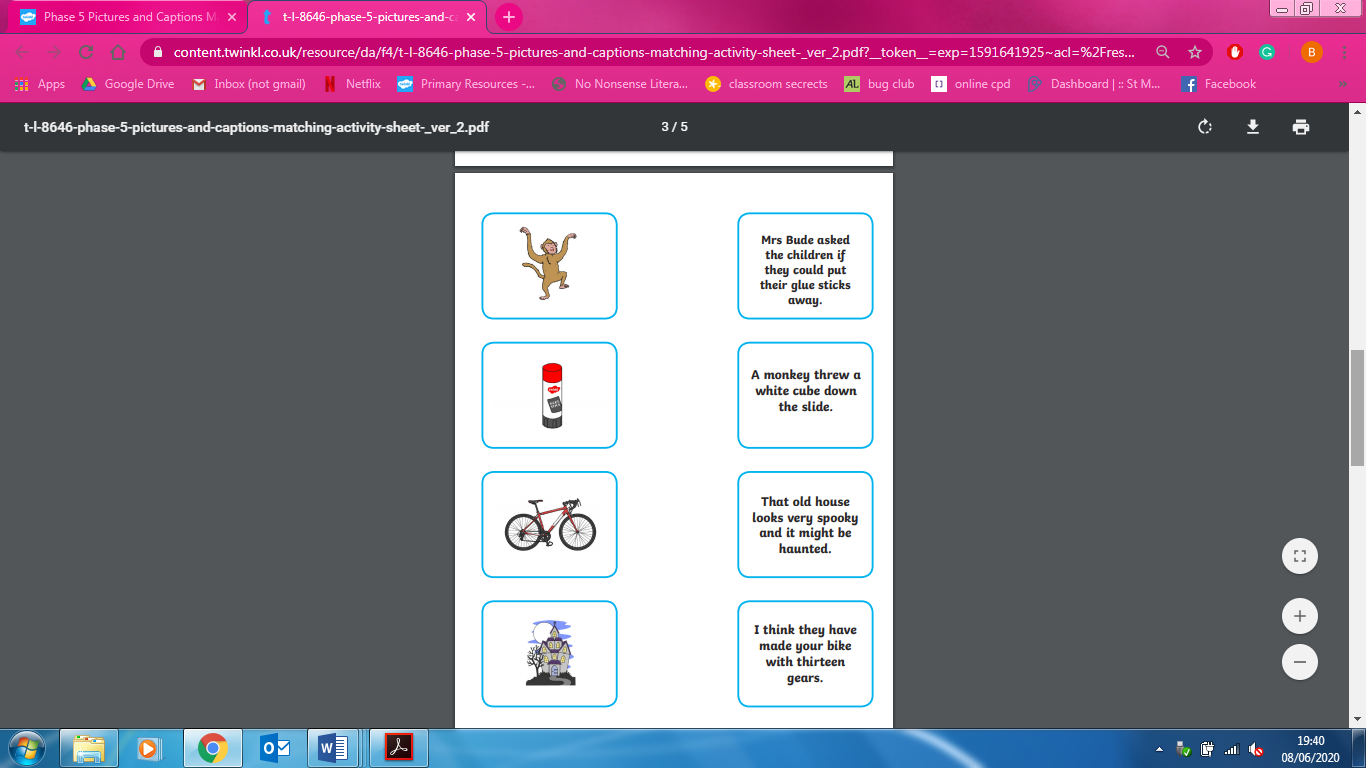 Phase 5 Pictures and Captions M
t-l-8646-phase-5-pictures-and-ca
content.twinkl.co.uk/resource/da/f4/t-l-8646-phase-5-pictures-and-captions-matching-activity-sheet-_ver_2.pdf?__token__=exp=1591641925~acl=%2Fres...
B
Apps
Google Drive
Inbox (not gmail)
Netflix
Primary Resources -...
No Nonsense Litera...
classroom secrects
AL
bug club
online cpd
Dashboard | :: St M...
Facebook
t-l-8646-phase-5-pictures-and-captions-matching-activity-sheet-_ver_2.pdf
3 / 5
Mrs Bude asked
the children if
they could put
their glue sticks
away.
A monkey threw a
white cube down
the slide.
That old house
looks very spooky
and it might be
haunted.
I think they have
made your bike
with thirteen
gears.
19:40
08/06/2020